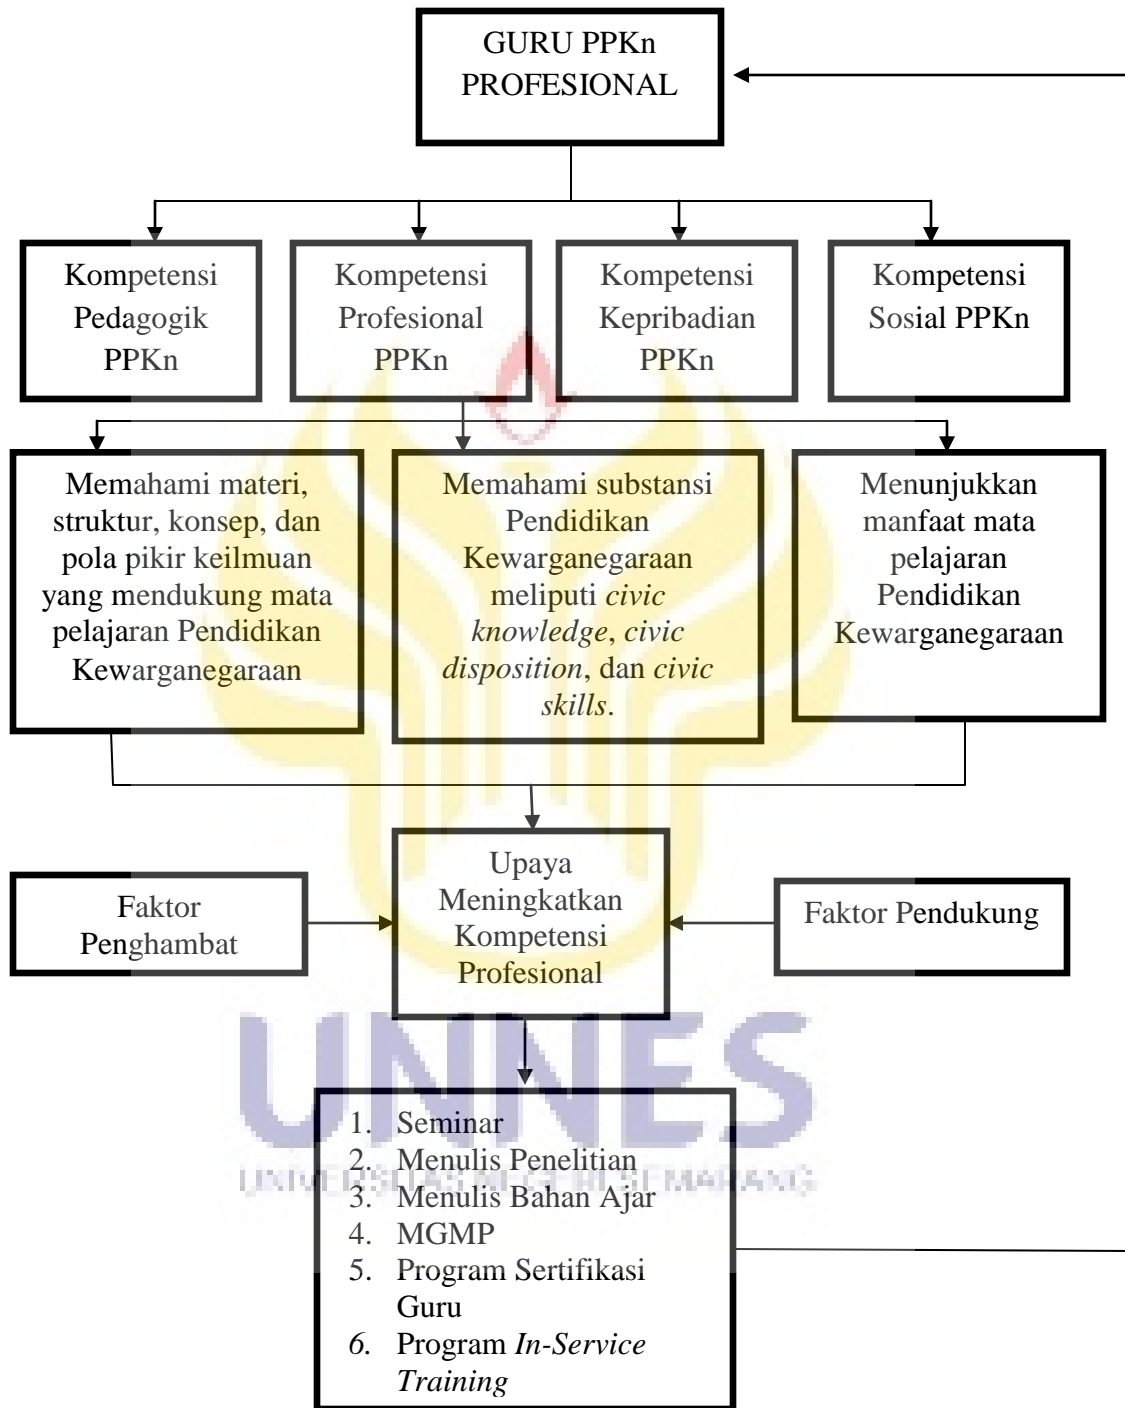 GURU PPKn
PROFESIONAL
Kompetensi
Pedagogik
PPKn
Kompetensi
Profesional
PPKn
Kompetensi
Kepribadian
PPKn
Kompetensi
Sosial PPKn
Memahami materi,
struktur, konsep, dan
pola pikir keilmuan
yang mendukung mata
pelajaran Pendidikan
Kewarganegaraan
Memahami substansi
Pendidikan
Kewarganegaraan
meliputi civic
knowledge, civic
disposition, dan civic
skills.
Menunjukkan
manfaat mata
pelajaran
Pendidikan
Kewarganegaraan
Faktor
Penghambat
Upaya
Meningkatkan
Kompetensi
Profesional
Faktor Pendukung
UNNES
UNIVERSITAS NEGERI SEMARANG
1. Seminar
2. Menulis Penelitian
3. Menulis Bahan Ajar
4. MGMP
5. Program Sertifikasi
Guru
6. Program In-Service
Training